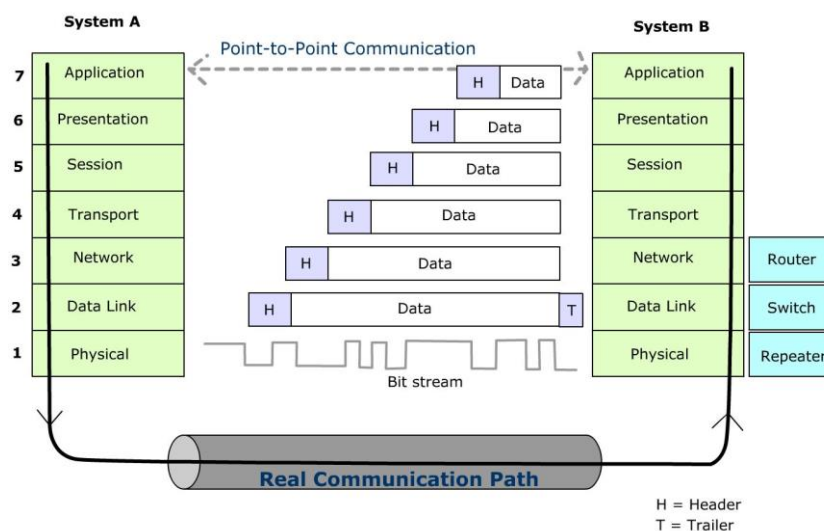 System A
System B
Point-to-Point Communication
7 Application H Data Application
6 Presentation H Data Presentation
5 Session H Data Session
4 Transport H Data Transport
3 Network H Data Network Router
2 Data Link H Data T Data Link Switch
1 Physical Physical Repeater
Bit stream
Real Communication Path
H = Header
T = Trailer